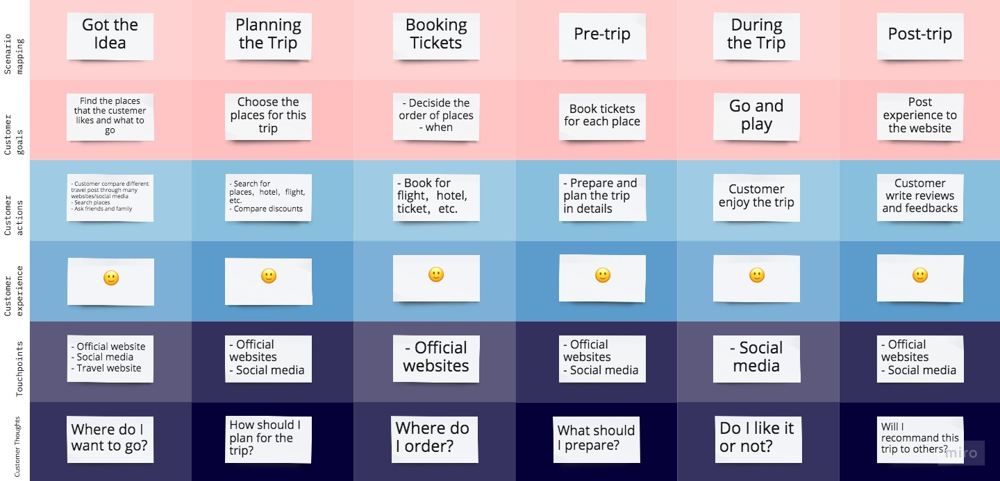 Scenario
mapping
Got the
Idea
Planning
the Trip
Booking
Tickets
Pre-trip
During
the Trip
Post-trip
Customer
goals
Find the places
that the custemer
likes and what to
go
Choose the
places for this
trip
- Deciside the
order of places
- when
Book tickets
for each place
Go and
play
Post
experience to
the website
Customer
actions
- Customer compare different
travel post through many
websites/social media
- Search places
- Ask friends and family
- Search for
places，hotel，flight,
etc.
- Compare discounts
- Book for
flight，hotel,
ticket，etc.
- Prepare and
plan the trip
in details
Customer
enjoy the trip
Customer
write reviews
and feedbacks
Customer
experience
Touchpoints
- Official website
- Social media
- Travel website
- Official
websites
- Social media
- Official
websites
- Official
websites
- Social media
- Social
media
- Official
websites
- Social media
Customer Thoughts
Where do I
want to go?
How should I
plan for the
trip?
Where do
I order?
What should
I prepare?
Do I like it
or not?
Will I
recommand this
trip to others?
miro